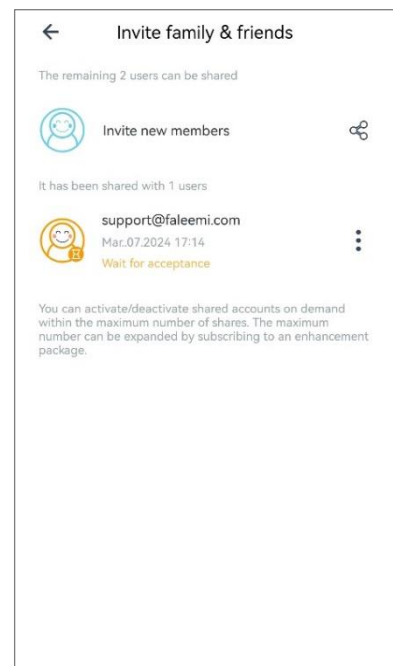 Invite family & friends
The remaining 2 users can be shared
Invite new members
It has been shared with 1 users
support@faleemi.com
Mar.07.2024 17:14
Wait for acceptance
You can activate/deactivate shared accounts on demand
within the maximum number of shares. The maximum
number can be expanded by subscribing to an enhancement
package.